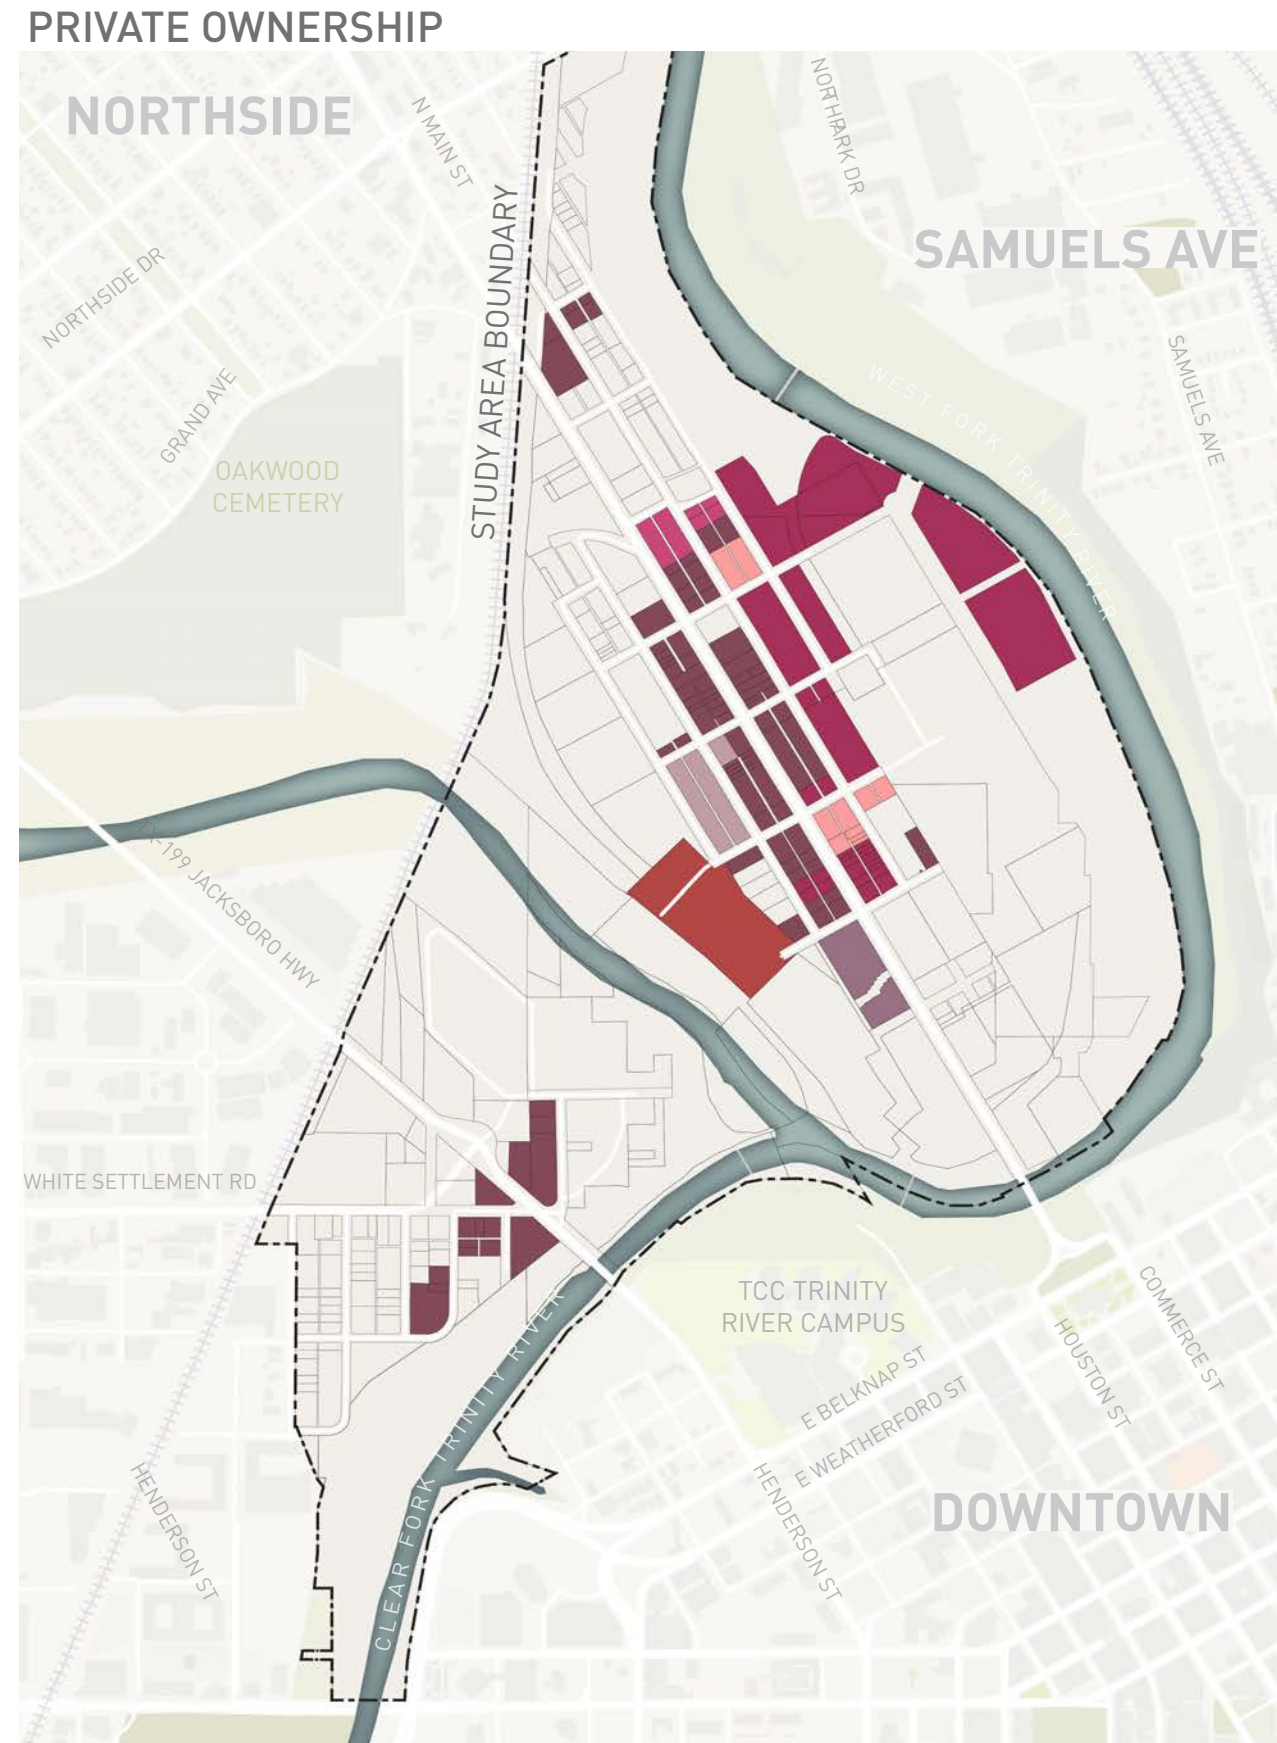 PRIVATE OWNERSHIP
NORTHSIDE
N MAIN ST
NORTHPARK DR
SAMUELS AVE
STUDY AREA BOUNDARY
NORTHSIDE DR
GRAND AVE
SAMUELS AVE
WEST FORK TRINITY RIVER
OAKWOOD
CEMETERY
-199 JACKSBORO HWY
WHITE SETTLEMENT RD
TCC TRINITY
RIVER CAMPUS
COMMERCE ST
HOUSTON ST
E BELKNAP ST
E WEATHERFORD ST
CLEAR FORK TRINITY RIVER
HENDERSON ST
HENDERSON ST
DOWNTOWN